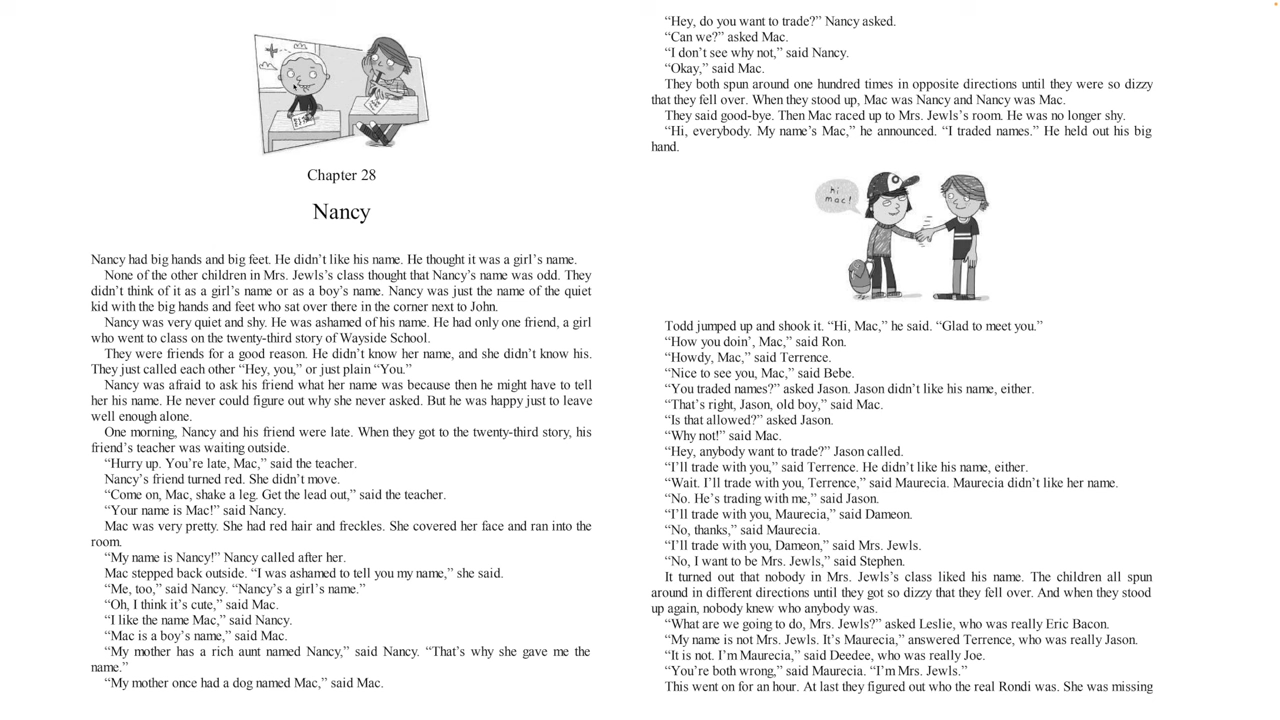 Chapter 28
Nancy
Nancy had big hands and big feet. He didn’t like his name. He thought it was a girl’s name.
None of the other children in Mrs. Jewls’s class thought that Nancy’s name was odd. They
didn’t think of it as a girl’s name or as a boy’s name. Nancy was just the name of the quiet
kid with the big hands and feet who sat over there in the corner next to John.
Nancy was very quiet and shy. He was ashamed of his name. He had only one friend, a girl
who went to class on the twenty-third story of Wayside School.
They were friends for a good reason. He didn’t know her name, and she didn’t know his.
They just called each other “Hey, you,” or just plain “You.”
Nancy was afraid to ask his friend what her name was because then he might have to tell
her his name. He never could figure out why she never asked. But he was happy just to leave
well enough alone.
One morning, Nancy and his friend were late. When they got to the twenty-third story, his
friend’s teacher was waiting outside.
“Hurry up. You’re late, Mac,” said the teacher.
Nancy’s friend turned red. She didn’t move.
“Come on, Mac, shake a leg. Get the lead out,” said the teacher.
“Your name is Mac!” said Nancy.
Mac was very pretty. She had red hair and freckles. She covered her face and ran into the
room.
“My name is Nancy!” Nancy called after her.
Mac stepped back outside. “I was ashamed to tell you my name,” she said.
“Me, too,” said Nancy. “Nancy’s a girl’s name.”
“Oh, I think it’s cute,” said Mac.
“I like the name Mac,” said Nancy.
“Mac is a boy’s name,” said Mac.
“My mother has a rich aunt named Nancy,” said Nancy. “That’s why she gave me the
name.”
“My mother once had a dog named Mac,” said Mac.
“Hey, do you want to trade?” Nancy asked.
“Can we?” asked Mac.
“I don’t see why not,” said Nancy.
“Okay,” said Mac.
They both spun around one hundred times in opposite directions until they were so dizzy
that they fell over. When they stood up, Mac was Nancy and Nancy was Mac.
They said good-bye. Then Mac raced up to Mrs. Jewls’s room. He was no longer shy.
“Hi, everybody. My name’s Mac,” he announced. “I traded names.” He held out his big
hand.
hi
mac!
Todd jumped up and shook it. “Hi, Mac,” he said. “Glad to meet you.”
“How you doin’, Mac,” said Ron.
“Howdy, Mac,” said Terrence.
“Nice to see you, Mac,” said Bebe.
“You traded names?” asked Jason. Jason didn’t like his name, either.
“That’s right, Jason, old boy,” said Mac.
“Is that allowed?” asked Jason.
“Why not!” said Mac.
“Hey, anybody want to trade?” Jason called.
“I’ll trade with you,” said Terrence. He didn’t like his name, either.
“Wait. I’ll trade with you, Terrence,” said Maurecia. Maurecia didn’t like her name.
“No. He’s trading with me,” said Jason.
“I’ll trade with you, Maurecia,” said Dameon.
“No, thanks,” said Maurecia.
“I’ll trade with you, Dameon,” said Mrs. Jewls.
“No, I want to be Mrs. Jewls,” said Stephen.
It turned out that nobody in Mrs. Jewls’s class liked his name. The children all spun
around in different directions until they got so dizzy that they fell over. And when they stood
up again, nobody knew who anybody was.
“What are we going to do, Mrs. Jewls?” asked Leslie, who was really Eric Bacon.
“My name is not Mrs. Jewls. It’s Maurecia,” answered Terrence, who was really Jason.
“It is not. I’m Maurecia,” said Deedee, who was really Joe.
“You’re both wrong,” said Maurecia. “I’m Mrs. Jewls.”
This went on for an hour. At last they figured out who the real Rondi was. She was missing